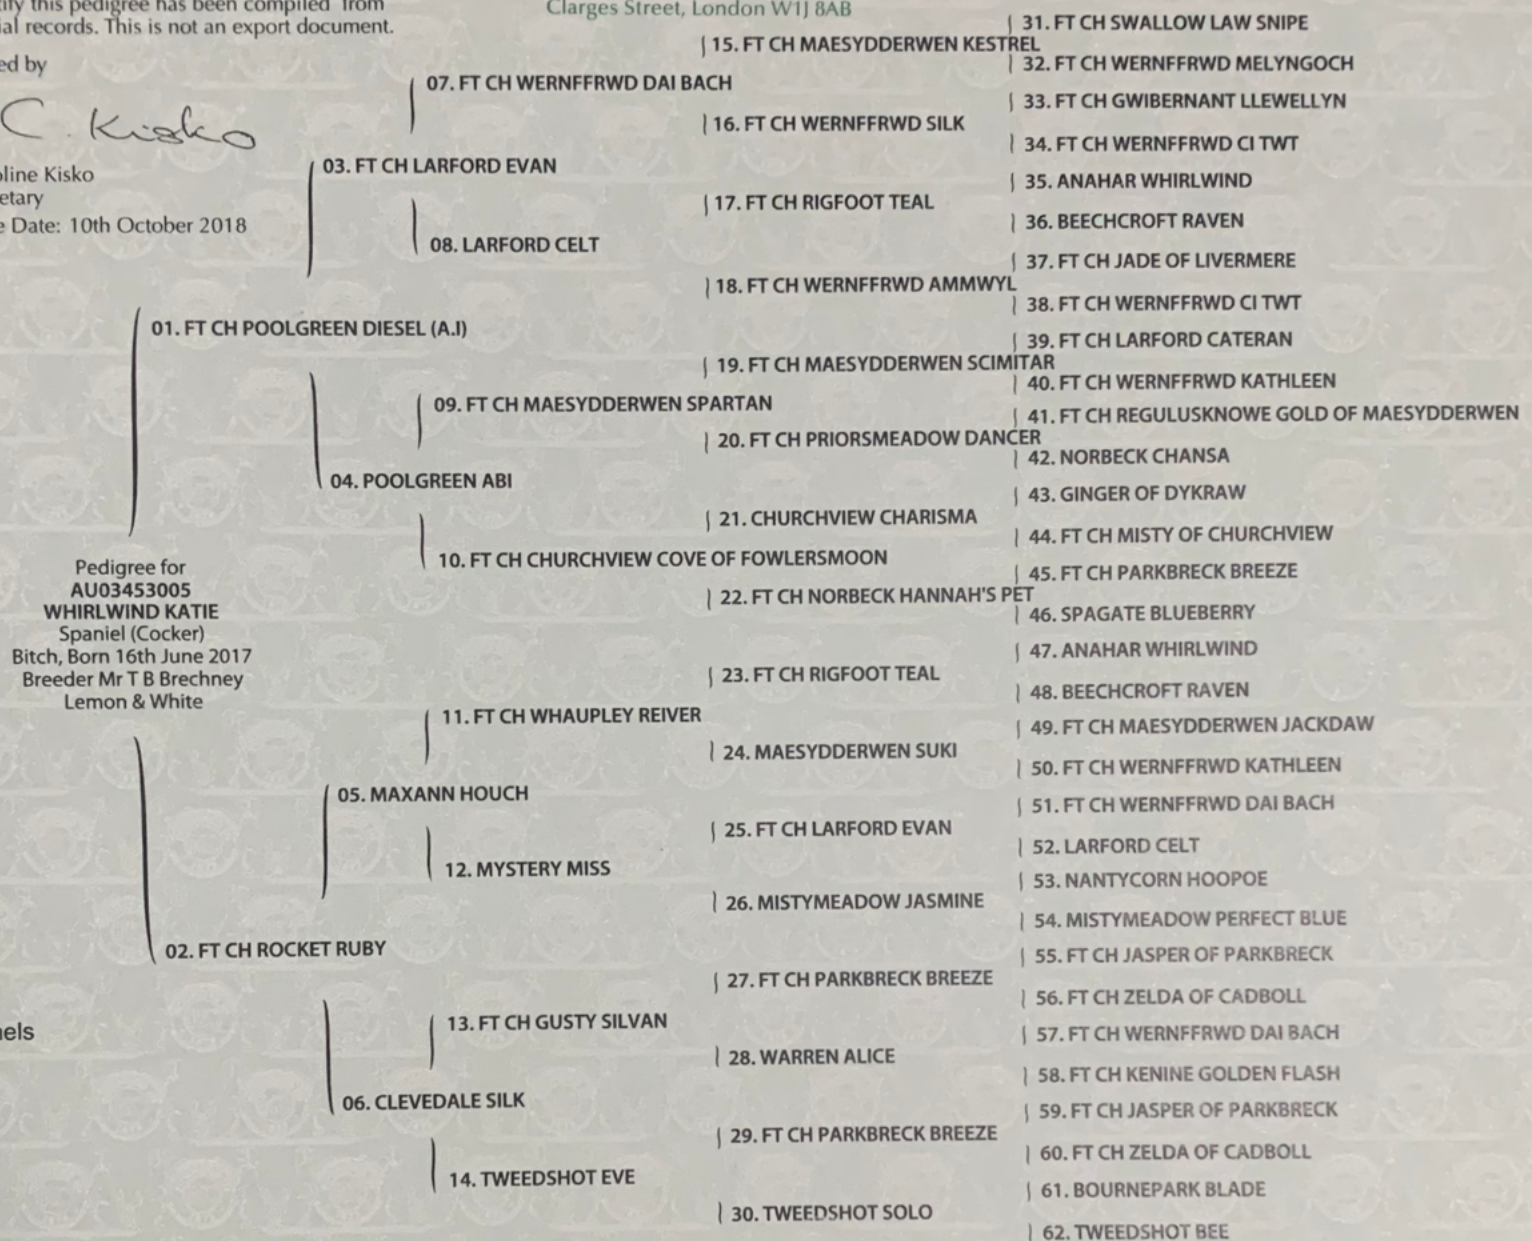 ify this pedigree has been compiled from
ial records. This is not an export document.
ed by
C. Kisko
oline Kisko
etary
e Date: 10th October 2018
Clarges Street, London W1J 8AB
01. FT CH POOLGREEN DIESEL (A.I)
Pedigree for
AU03453005
WHIRLWIND KATIE
Spaniel (Cocker)
Bitch, Born 16th June 2017
Breeder Mr T B Brechney
Lemon & White
02. FT CH ROCKET RUBY
nels
03. FT CH LARFORD EVAN
04. POOLGREEN ABI
05. MAXANN HOUCH
06. CLEVEDALE SILK
07. FT CH WERNFFRWD DAI BACH
08. LARFORD CELT
09. FT CH MAESYDDERWEN SPARTAN
10. FT CH CHURCHVIEW COVE OF FOWLERSMOON
11. FT CH WHAUPLEY REIVER
12. MYSTERY MISS
13. FT CH GUSTY SILVAN
14. TWEEDSHOT EVE
15. FT CH MAESYDDERWEN KESTREL
16. FT CH WERNFFRWD SILK
17. FT CH RIGFOOT TEAL
18. FT CH WERNFFRWD AMMWYL
19. FT CH MAESYDDERWEN SCIMITAR
20. FT CH PRIORSMEADOW DANCER
21. CHURCHVIEW CHARISMA
22. FT CH NORBECK HANNAH'S PET
23. FT CH RIGFOOT TEAL
24. MAESYDDERWEN SUKI
25. FT CH LARFORD EVAN
26. MISTYMEADOW JASMINE
27. FT CH PARKBRECK BREEZE
28. WARREN ALICE
29. FT CH PARKBRECK BREEZE
30. TWEEDSHOT SOLO
31. FT CH SWALLOW LAW SNIPE
32. FT CH WERNFFRWD MELYNGOCH
33. FT CH GWIBERNANT LLEWELLYN
34. FT CH WERNFFRWD CI TWT
35. ANAHAR WHIRLWIND
36. BEECHCROFT RAVEN
37. FT CH JADE OF LIVERMERE
38. FT CH WERNFFRWD CI TWT
39. FT CH LARFORD CATERAN
40. FT CH WERNFFRWD KATHLEEN
41. FT CH REGULUSKNOWE GOLD OF MAESYDDERWEN
42. NORBECK CHANSA
43. GINGER OF DYKRAW
44. FT CH MISTY OF CHURCHVIEW
45. FT CH PARKBRECK BREEZE
46. SPAGATE BLUEBERRY
47. ANAHAR WHIRLWIND
48. BEECHCROFT RAVEN
49. FT CH MAESYDDERWEN JACKDAW
50. FT CH WERNFFRWD KATHLEEN
51. FT CH WERNFFRWD DAI BACH
52. LARFORD CELT
53. NANTYCORN HOOPOE
54. MISTYMEADOW PERFECT BLUE
55. FT CH JASPER OF PARKBRECK
56. FT CH ZELDA OF CADBOLL
57. FT CH WERNFFRWD DAI BACH
58. FT CH KENINE GOLDEN FLASH
59. FT CH JASPER OF PARKBRECK
60. FT CH ZELDA OF CADBOLL
61. BOURNEPARK BLADE
62. TWEEDSHOT BEE